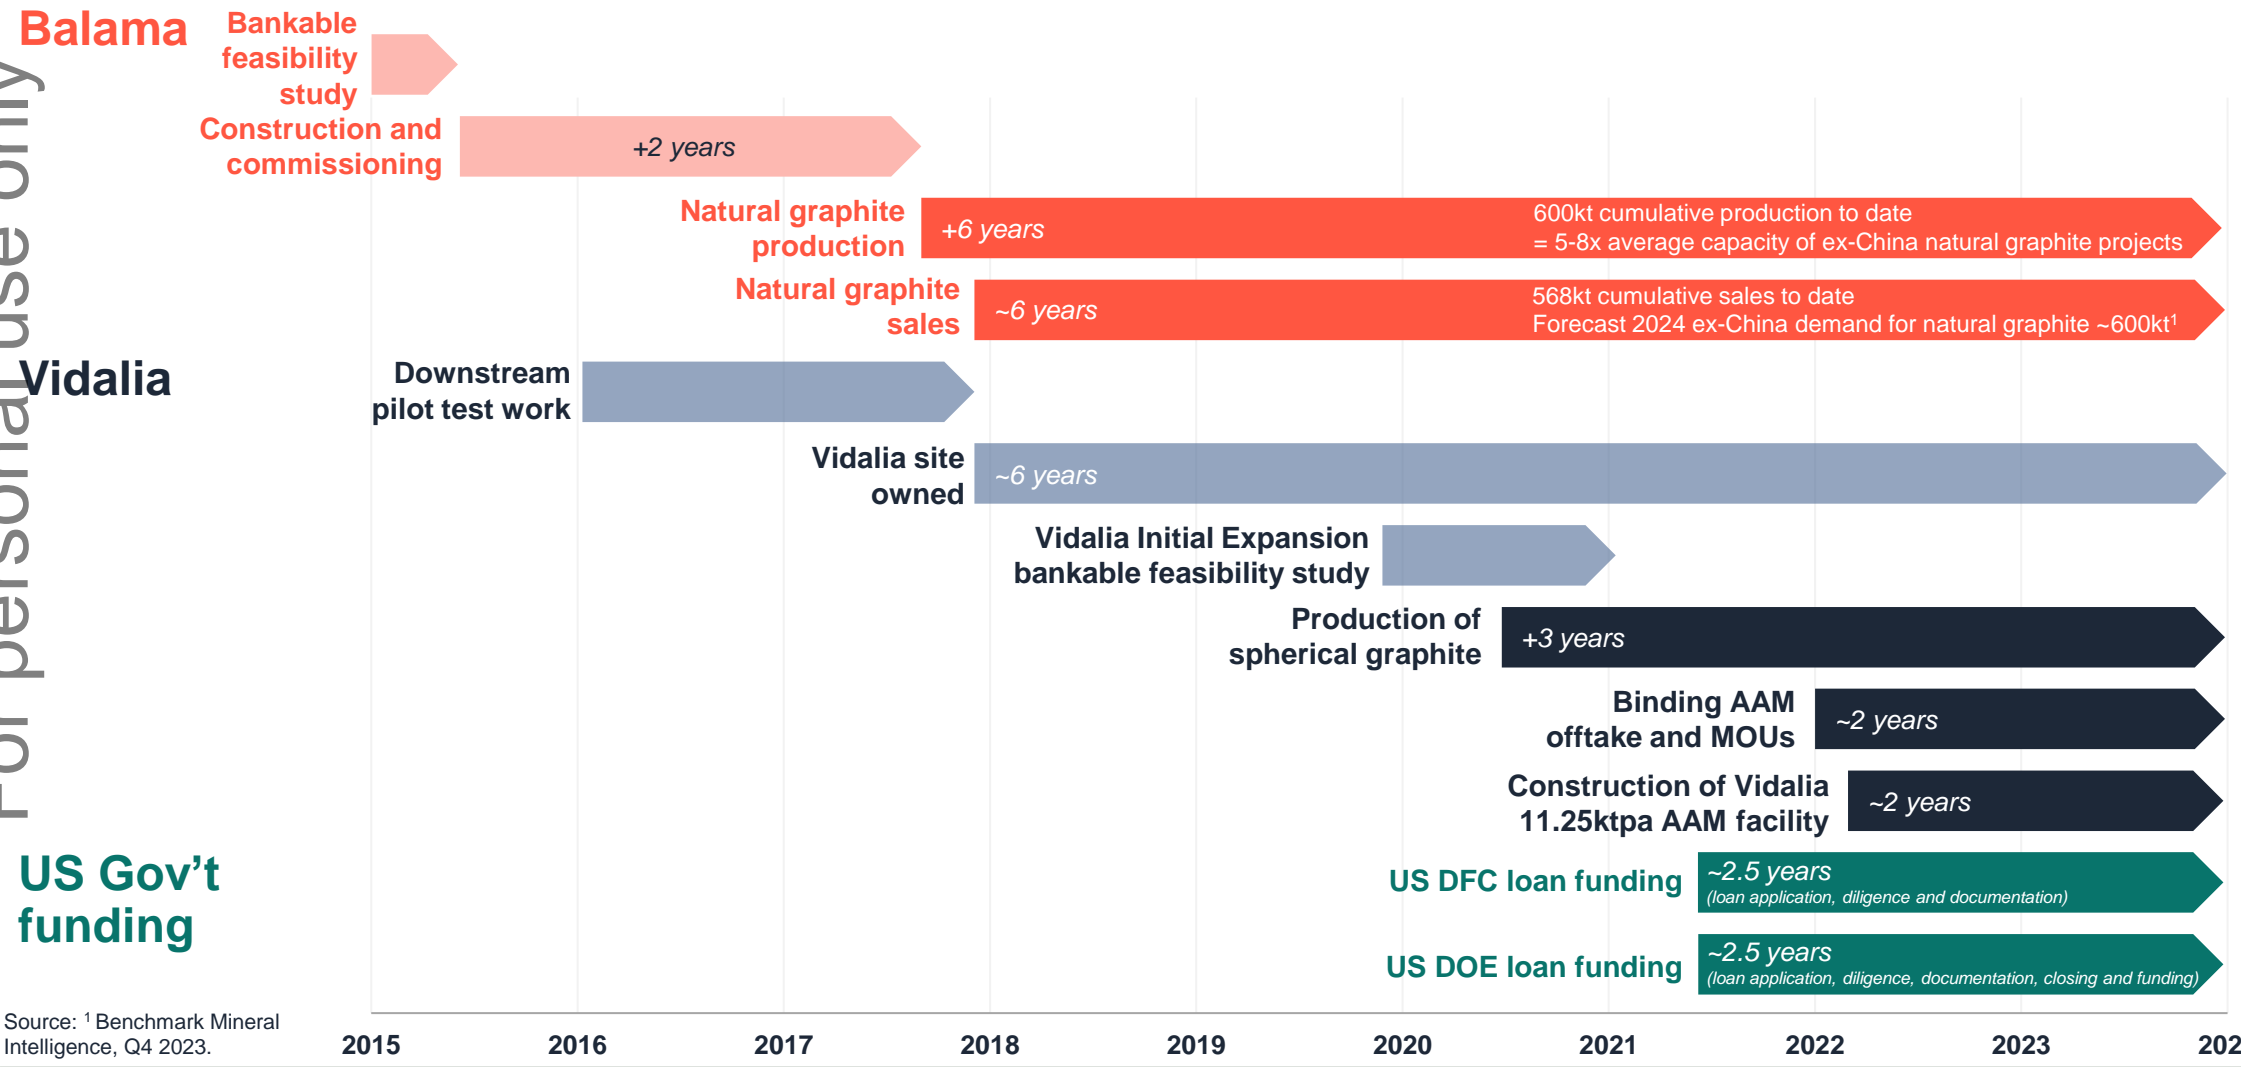 Balama
Bankable
feasibility
study
Construction and
commissioning
+2 years
Natural graphite
production
+6 years
600kt cumulative production to date
= 5-8x average capacity of ex-China natural graphite projects
Natural graphite
sales
~6 years
568kt cumulative sales to date
Forecast 2024 ex-China demand for natural graphite ~600kt¹
For personal use only
Vidalia
Downstream
pilot test work
Vidalia site
owned
~6 years
Vidalia Initial Expansion
bankable feasibility study
Production of
spherical graphite
+3 years
Binding AAM
offtake and MOUs
~2 years
Construction of Vidalia
11.25ktpa AAM facility
~2 years
US Gov’t
funding
US DFC loan funding
~2.5 years
(loan application, diligence and documentation)
US DOE loan funding
~2.5 years
(loan application, diligence, documentation, closing and funding)
Source: ¹ Benchmark Mineral
Intelligence, Q4 2023.
2015 2016 2017 2018 2019 2020 2021 2022 2023 202